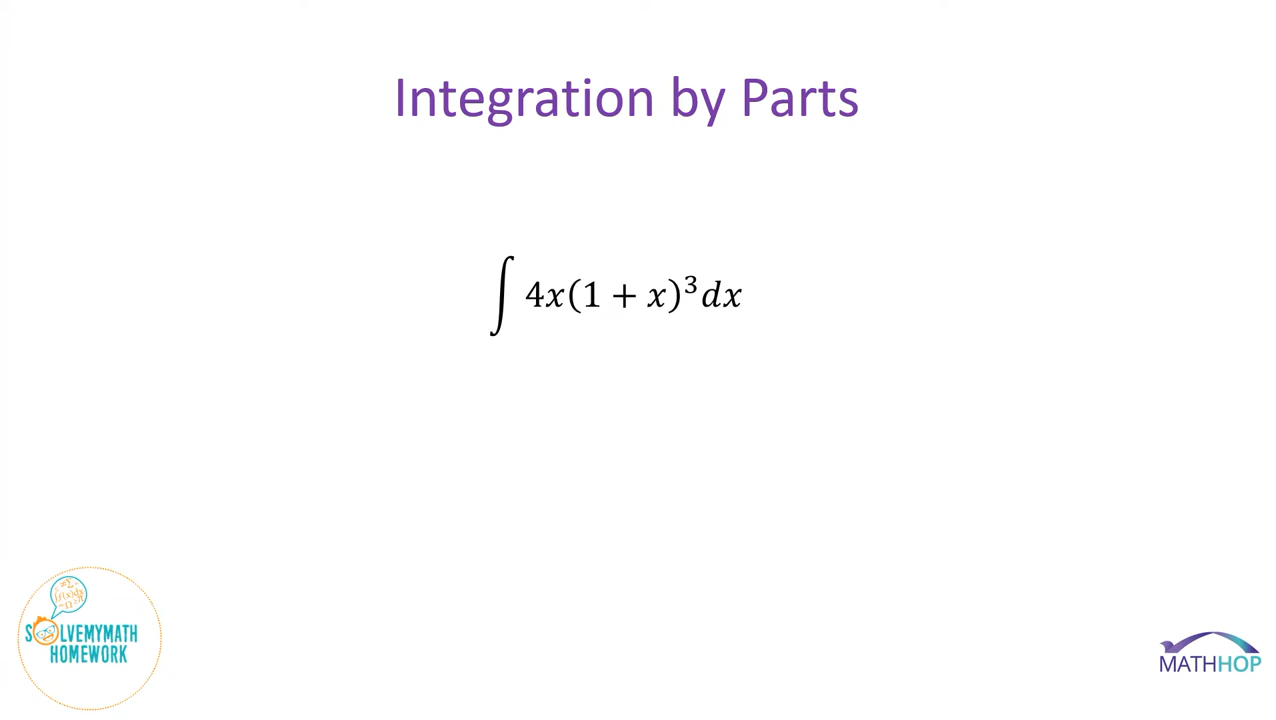 Integration by Parts
∫ 4x(1 + x)³dx
SOLVEMYMATH
HOMEWORK
MATHHOP